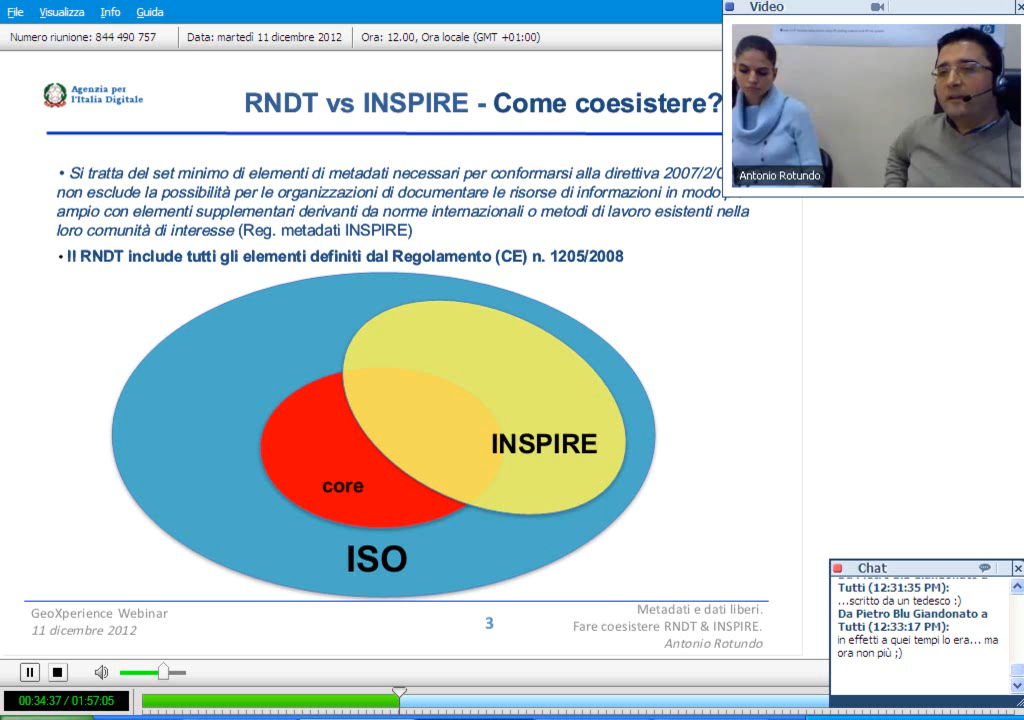 File Visualizza Info Guida
Numero riunione: 844 490 757 Data: martedì 11 dicembre 2012 Ora: 12.00, Ora locale (GMT +01:00)
Video
Antonio Rotundo
Agenzia per
l'Italia Digitale
RNDT vs INSPIRE - Come coesistere?
• Si tratta del set minimo di elementi di metadati necessari per conformarsi alla direttiva 2007/2/
non esclude la possibilità per le organizzazioni di documentare le risorse di informazioni in modo
ampio con elementi supplementari derivanti da norme internazionali o metodi di lavoro esistenti nella
loro comunità di interesse (Reg. metadati INSPIRE)
• Il RNDT include tutti gli elementi definiti dal Regolamento (CE) n. 1205/2008
INSPIRE
core
ISO
GeoXperience Webinar
11 dicembre 2012
3
Metadati e dati liberi.
Fare coesistere RNDT & INSPIRE.
Antonio Rotundo
Chat
Da Pietro Blu Giandonato a
Tutti (12:31:35 PM):
...scritto da un tedesco :)
Da Pietro Blu Giandonato a
Tutti (12:33:17 PM):
in effetti a quei tempi lo era... ma
ora non più ;)
00:34:37 / 01:57:05